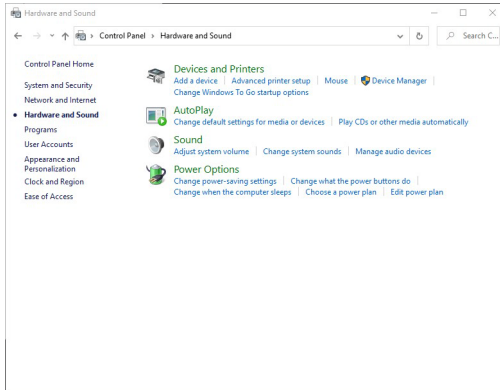 Hardware and Sound
Control Panel › Hardware and Sound
Search C...
Control Panel Home
System and Security
Network and Internet
Hardware and Sound
Programs
User Accounts
Appearance and
Personalization
Clock and Region
Ease of Access
Devices and Printers
Add a device | Advanced printer setup | Mouse | Device Manager |
Change Windows To Go startup options
AutoPlay
Change default settings for media or devices | Play CDs or other media automatically
Sound
Adjust system volume | Change system sounds | Manage audio devices
Power Options
Change power-saving settings | Change what the power buttons do |
Change when the computer sleeps | Choose a power plan | Edit power plan